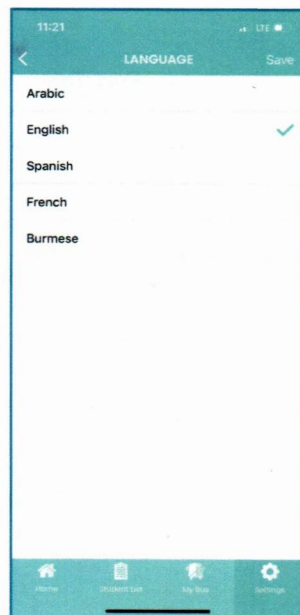 11:21
LTE
LANGUAGE
Save
Arabic
English
Spanish
French
Burmese
Home
Student List
My Bus
Settings